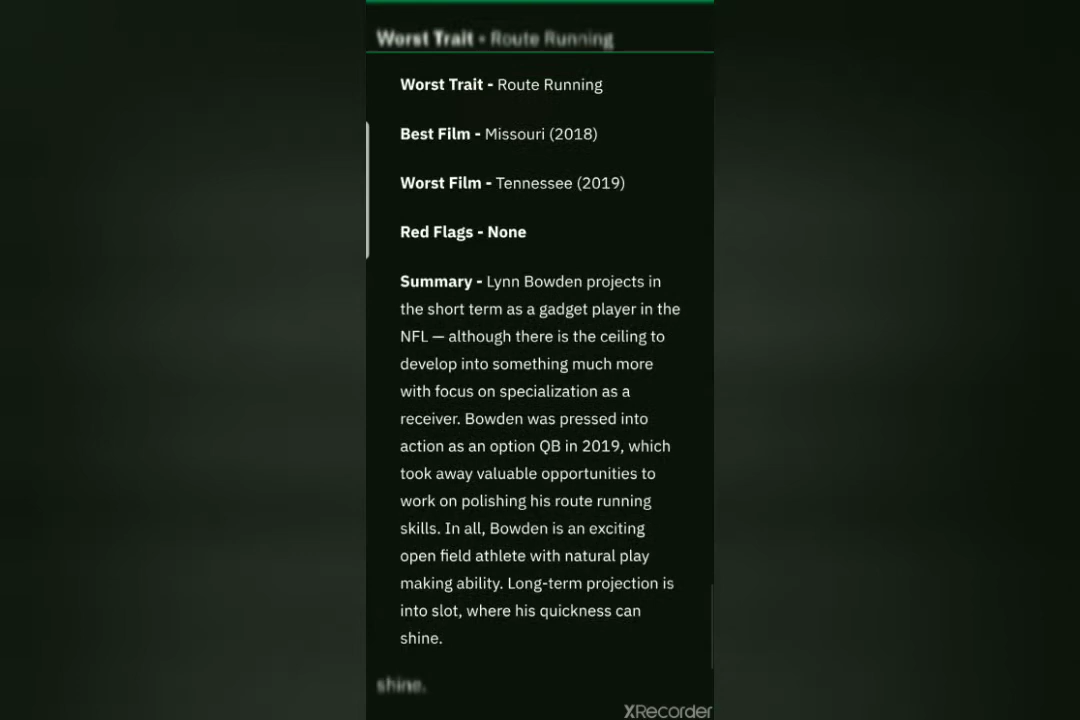 Worst Trait - Route Running
Worst Trait - Route Running
Best Film - Missouri (2018)
Worst Film - Tennessee (2019)
Red Flags - None
Summary - Lynn Bowden projects in
the short term as a gadget player in the
NFL — although there is the ceiling to
develop into something much more
with focus on specialization as a
receiver. Bowden was pressed into
action as an option QB in 2019, which
took away valuable opportunities to
work on polishing his route running
skills. In all, Bowden is an exciting
open field athlete with natural play
making ability. Long-term projection is
into slot, where his quickness can
shine.
shine.
XRecorder